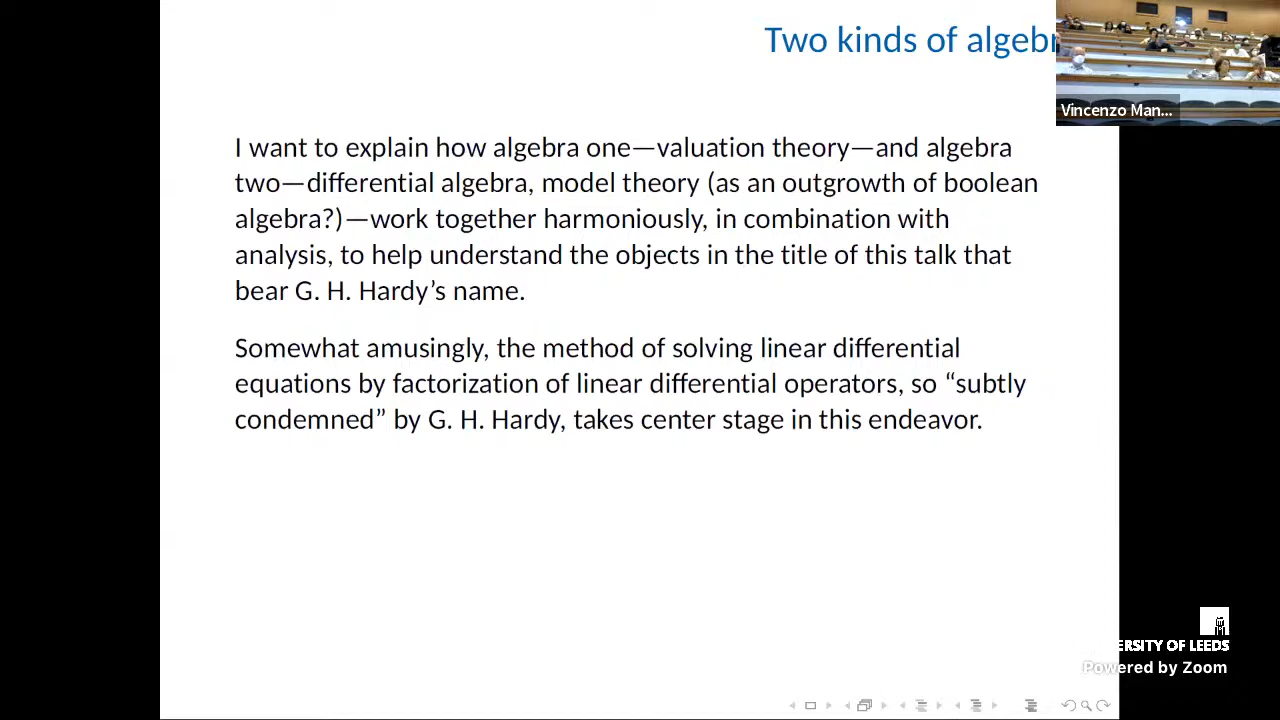 Two kinds of algebr
Vincenzo Man...
I want to explain how algebra one—valuation theory—and algebra
two—differential algebra, model theory (as an outgrowth of boolean
algebra?)—work together harmoniously, in combination with
analysis, to help understand the objects in the title of this talk that
bear G. H. Hardy’s name.
Somewhat amusingly, the method of solving linear differential
equations by factorization of linear differential operators, so “subtly
condemned” by G. H. Hardy, takes center stage in this endeavor.
ERSITY OF LEEDS
Powered by Zoom